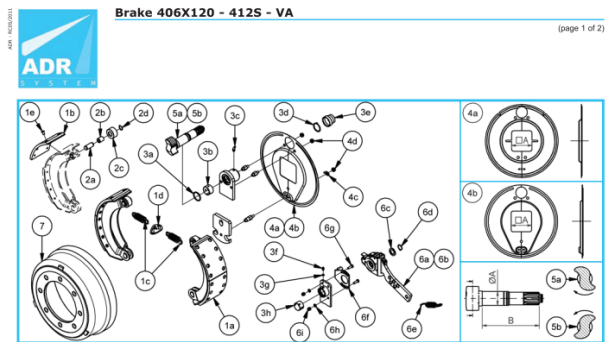 Brake 406X120 - 412S - VA
(page 1 of 2)
ADR - RC05/2011
ADR
SYSTEM
1e
1b
2b
2d
5a
5b
3c
3d
3e
4a
2a
2c
3a
3b
4d
1d
4c
7
1c
4a
4b
6g
6c
6d
4b
3f
6a
6b
3g
3h
1a
6i
6h
6f
6e
□A
□A
ØA
B
5a
5b